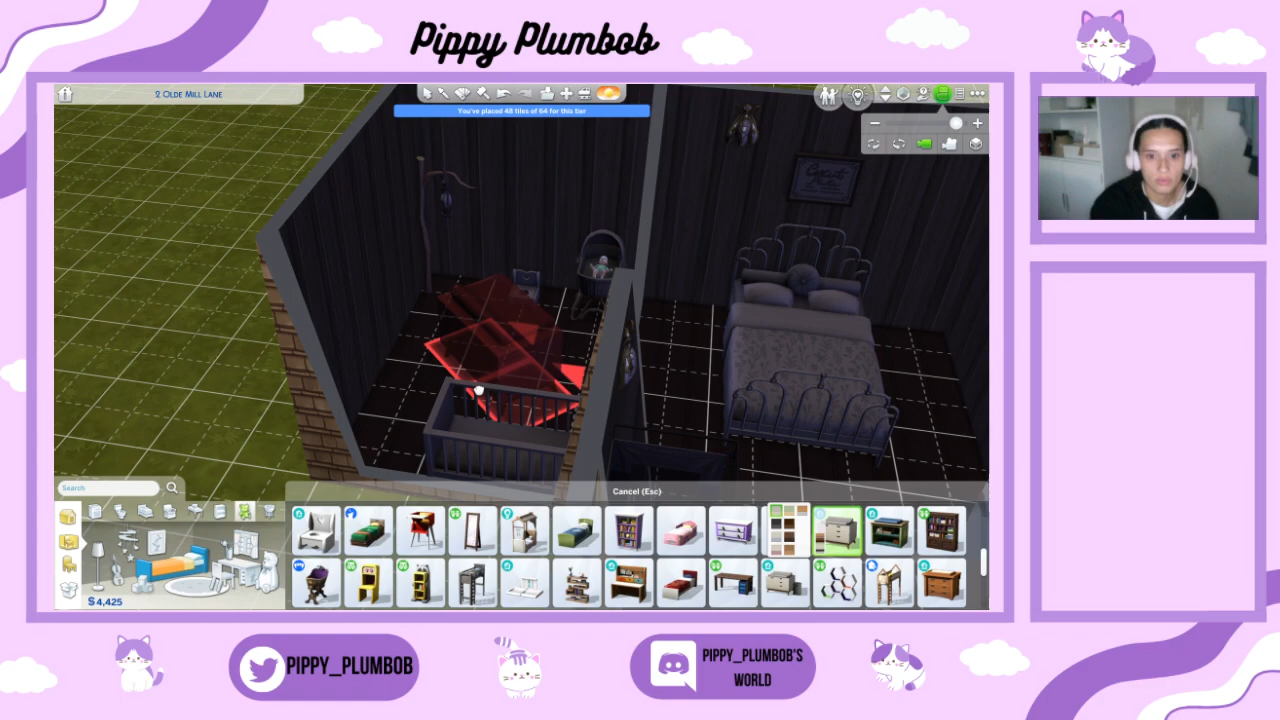 Pippy Plumbob
2 OLDE MILL LANE
You've placed 48 tiles of 64 for this tier
Cancel (Esc)
Search
§4,425
PIPPY_PLUMBOB
PIPPY_PLUMBOB'S
WORLD